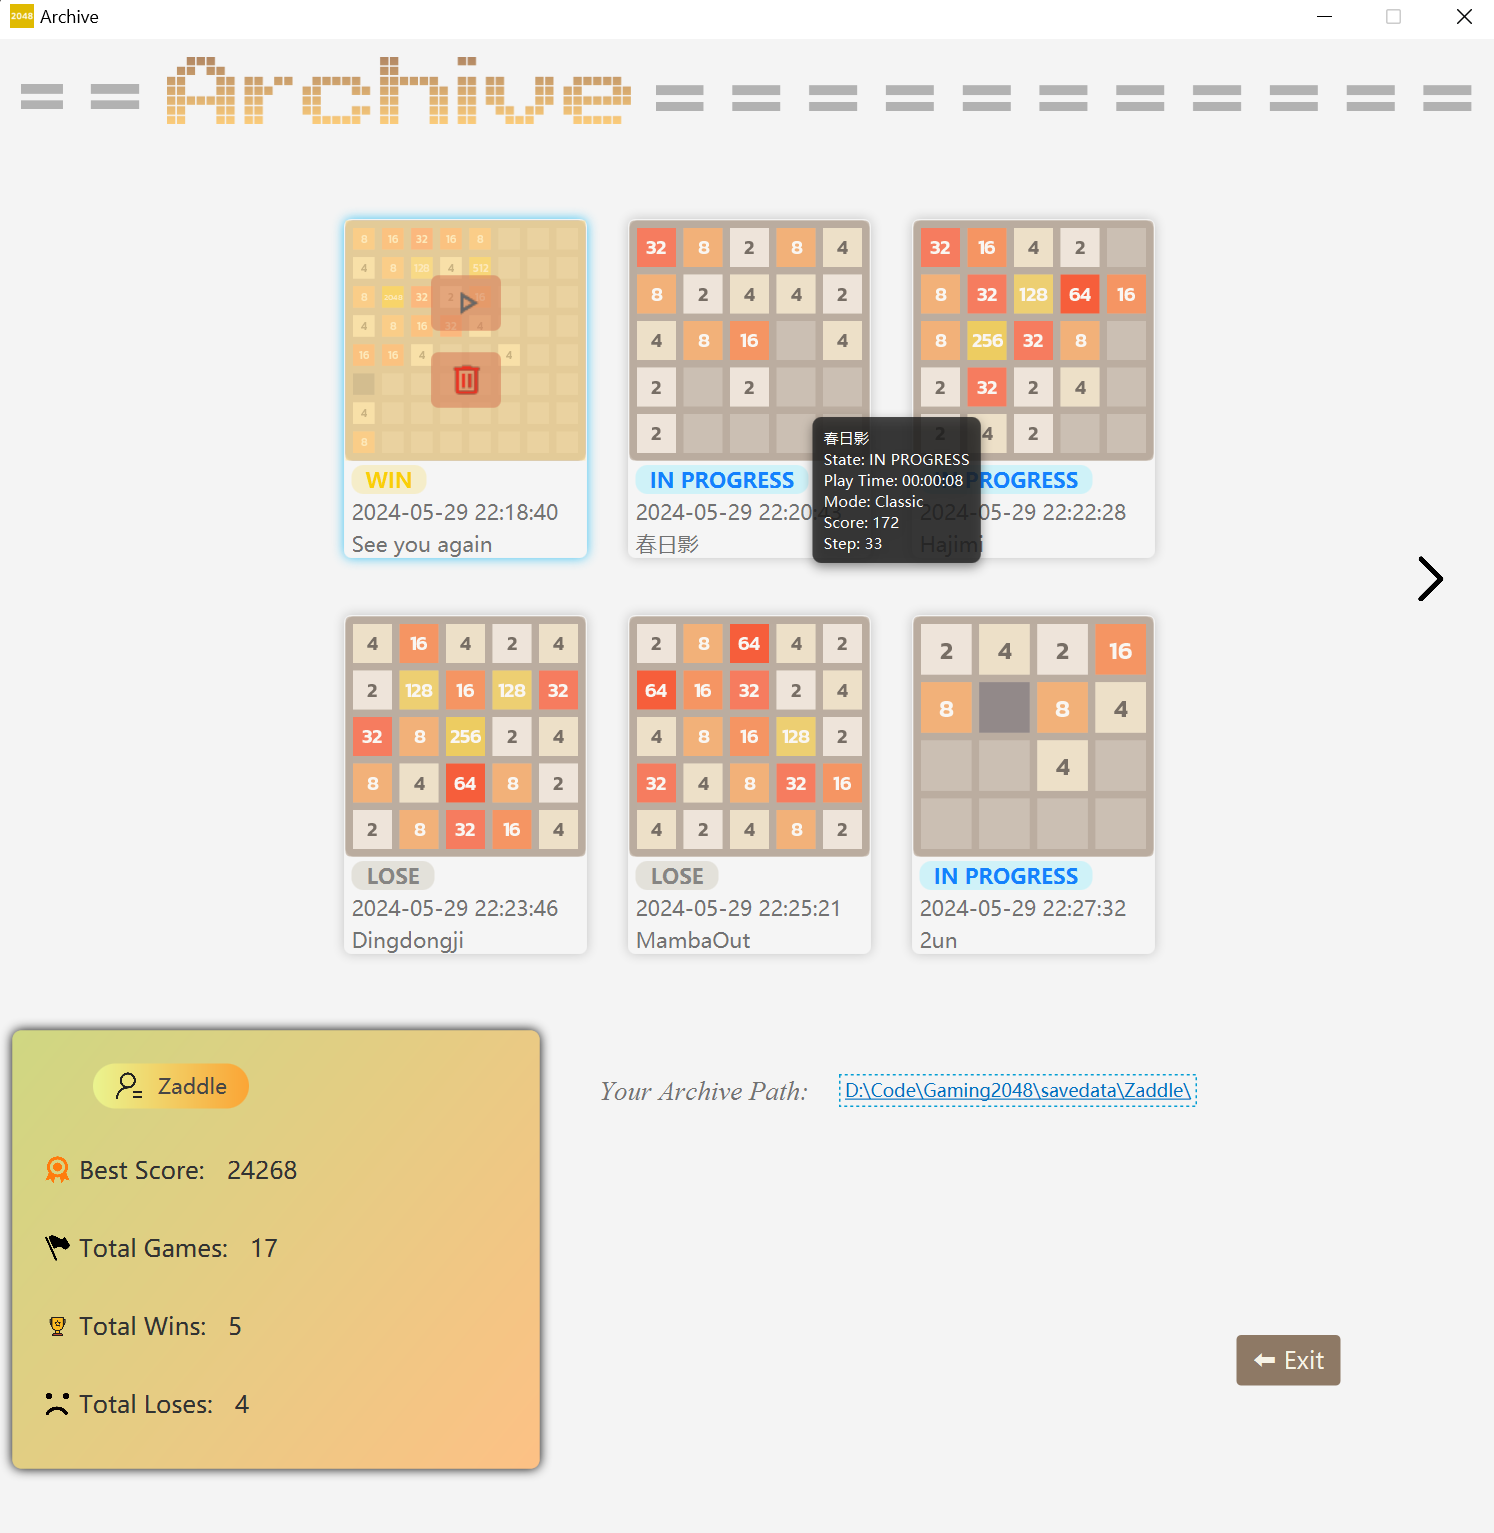 2048 Archive
= = Archive = = = = = = = = = = =
8 16 32 16 8
4 8 128 4 512
8 2048 32 2 16
4 8 16 32 4
16 16 4 4
4
8
WIN
2024-05-29 22:18:40
See you again
32 8 2 8 4
8 2 4 4 2
4 8 16 4
2 2
2
IN PROGRESS
2024-05-29 22:20:43
春日影
春日影
State: IN PROGRESS
Play Time: 00:00:08
Mode: Classic
Score: 172
Step: 33
32 16 4 2
8 32 128 64 16
8 256 32 8
2 32 2 4
2 4 2
PROGRESS
2024-05-29 22:22:28
Hajimi
4 16 4 2 4
2 128 16 128 32
32 8 256 2 4
8 4 64 8 2
2 8 32 16 4
LOSE
2024-05-29 22:23:46
Dingdongji
2 8 64 4 2
64 16 32 2 4
4 8 16 128 2
32 4 8 32 16
4 2 4 8 2
LOSE
2024-05-29 22:25:21
MambaOut
2 4 2 16
8 8 4
4
IN PROGRESS
2024-05-29 22:27:32
2un
Zaddle
Best Score: 24268
Total Games: 17
Total Wins: 5
Total Loses: 4
Your Archive Path: D:\Code\Gaming2048\savedata\Zaddle\
Exit